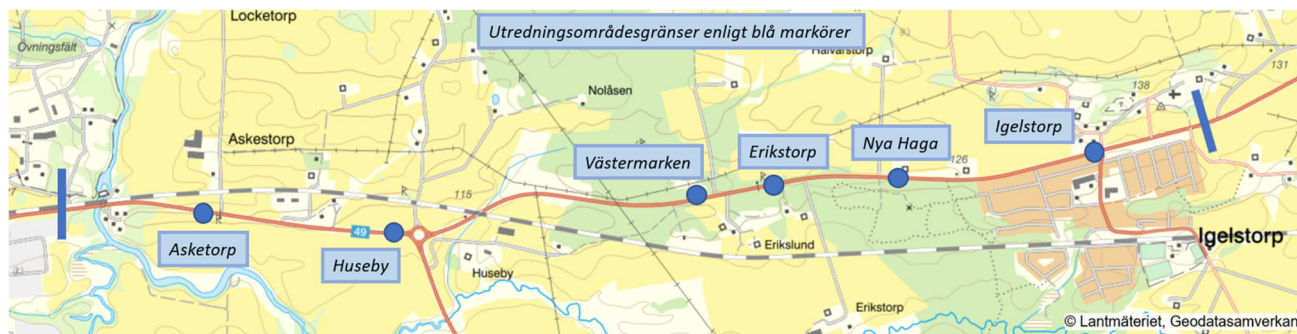 Locketorp
Utredningsområdesgränser enligt blå markörer
Övningsfält
Halvarstorp
131
138
Nolåsen
Igelstorp
Askestorp
Nya Haga
Erikstorp
Västermarken
126
115
49
Asketorp
Huseby
Erikslund
Igelstorp
Huseby
Erikstorp
© Lantmäteriet, Geodatasamverkan